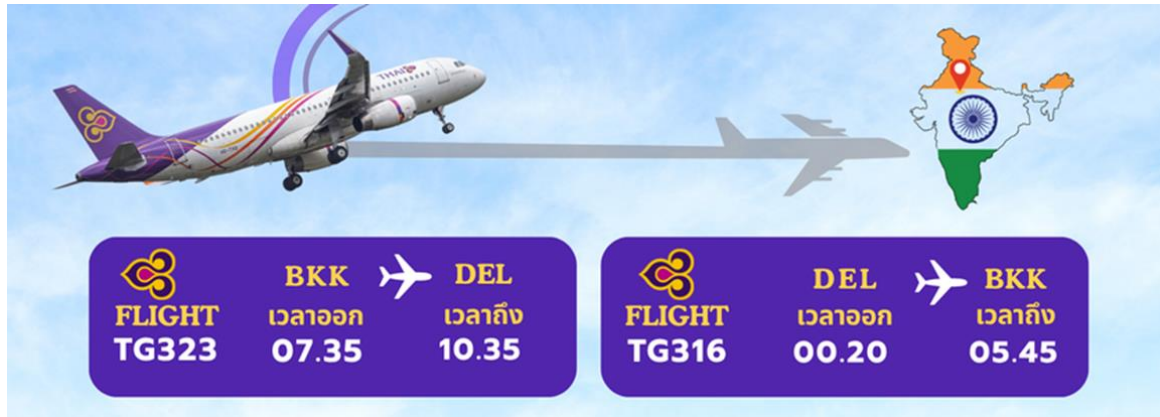 THAI
BKK
DEL
FLIGHT
เวลาออก
เวลาถึง
TG323
07.35
10.35
DEL
BKK
FLIGHT
เวลาออก
เวลาถึง
TG316
00.20
05.45